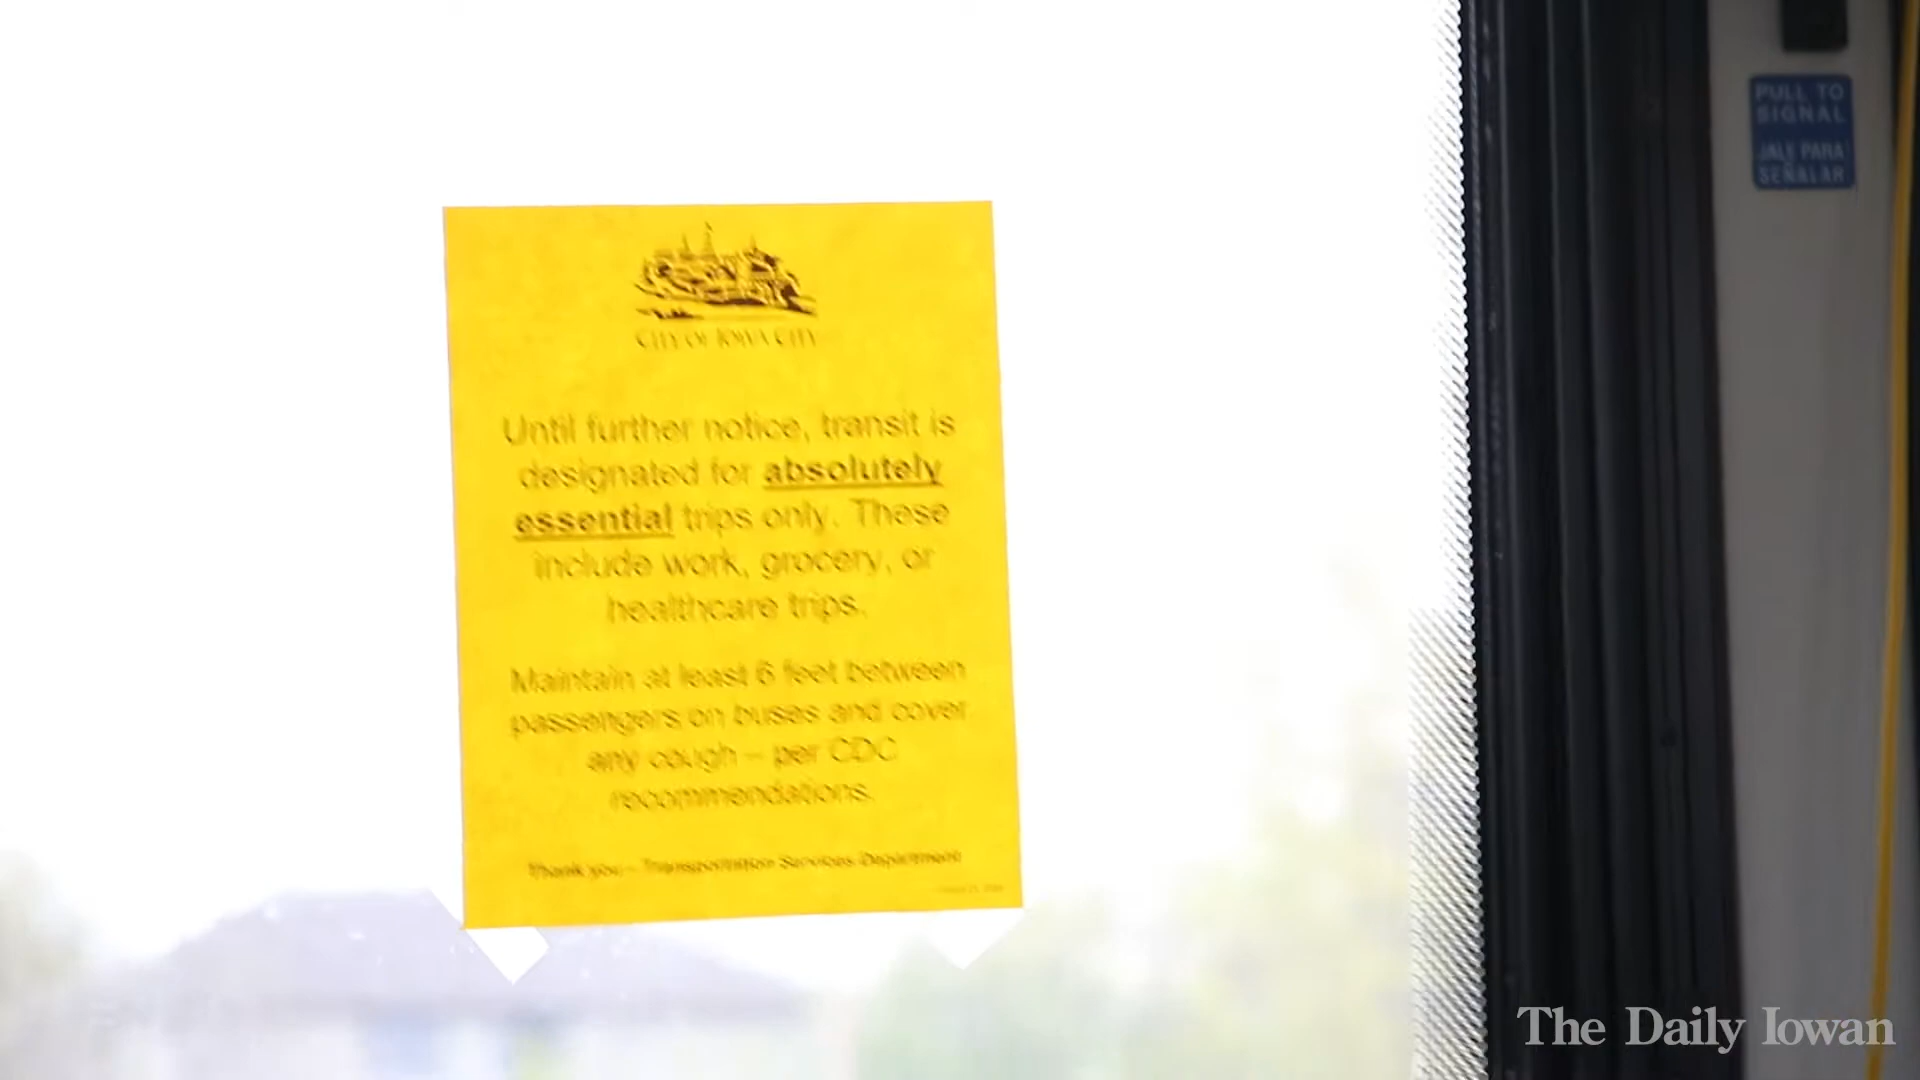 CITY OF IOWA CITY
Until further notice, transit is
designated for absolutely
essential trips only. These
include work, grocery, or
healthcare trips.
Maintain at least 6 feet between
passengers on buses and cover
any cough – per CDC
recommendations.
Thank you – Transportation Services Department
PULL TO
SIGNAL
JALE PARA
SEÑALAR
The Daily Iowan